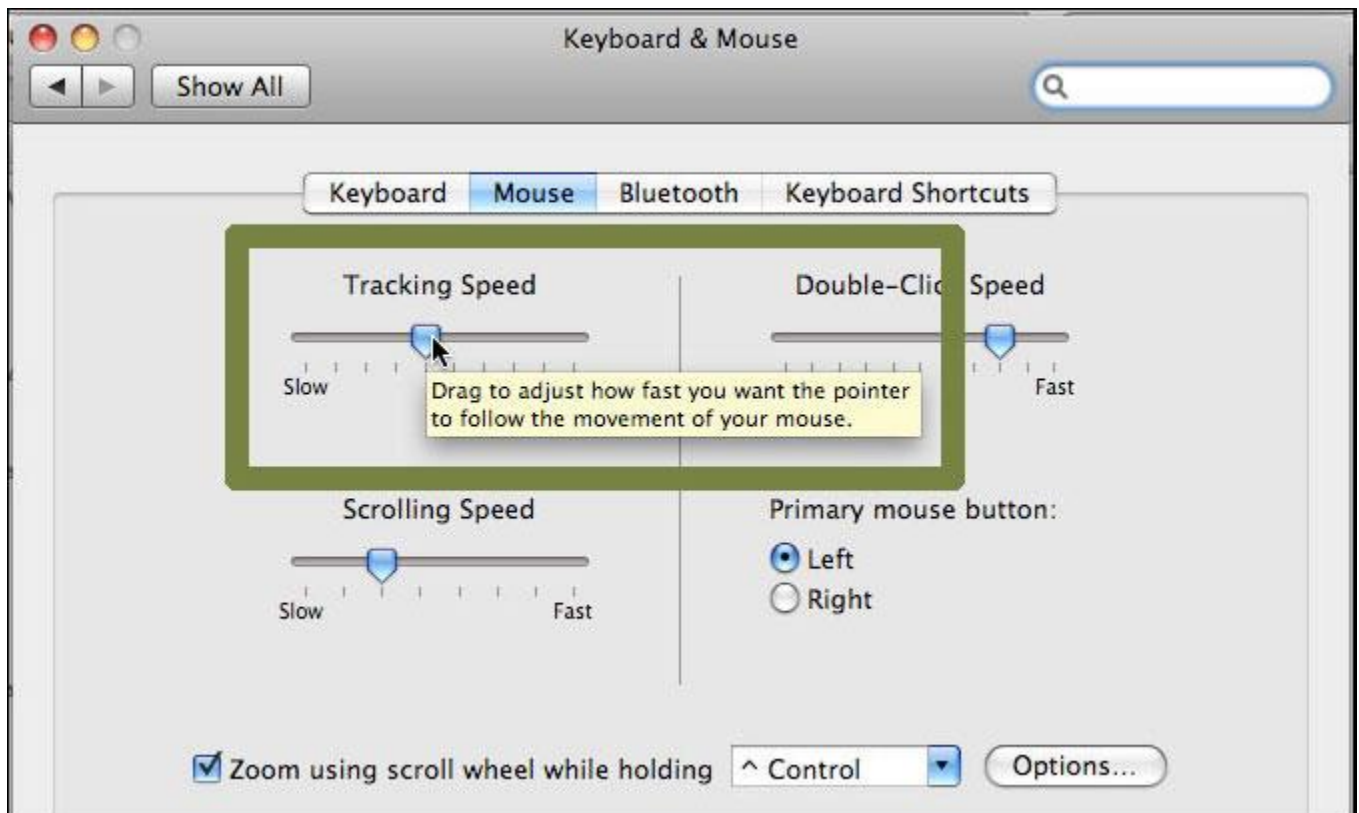 Keyboard & Mouse
Show All
Keyboard Mouse Bluetooth Keyboard Shortcuts
Tracking Speed
Slow
Drag to adjust how fast you want the pointer
to follow the movement of your mouse.
Double-Clic Speed
Fast
Scrolling Speed
Slow Fast
Primary mouse button:
Left
Right
Zoom using scroll wheel while holding ^ Control Options...